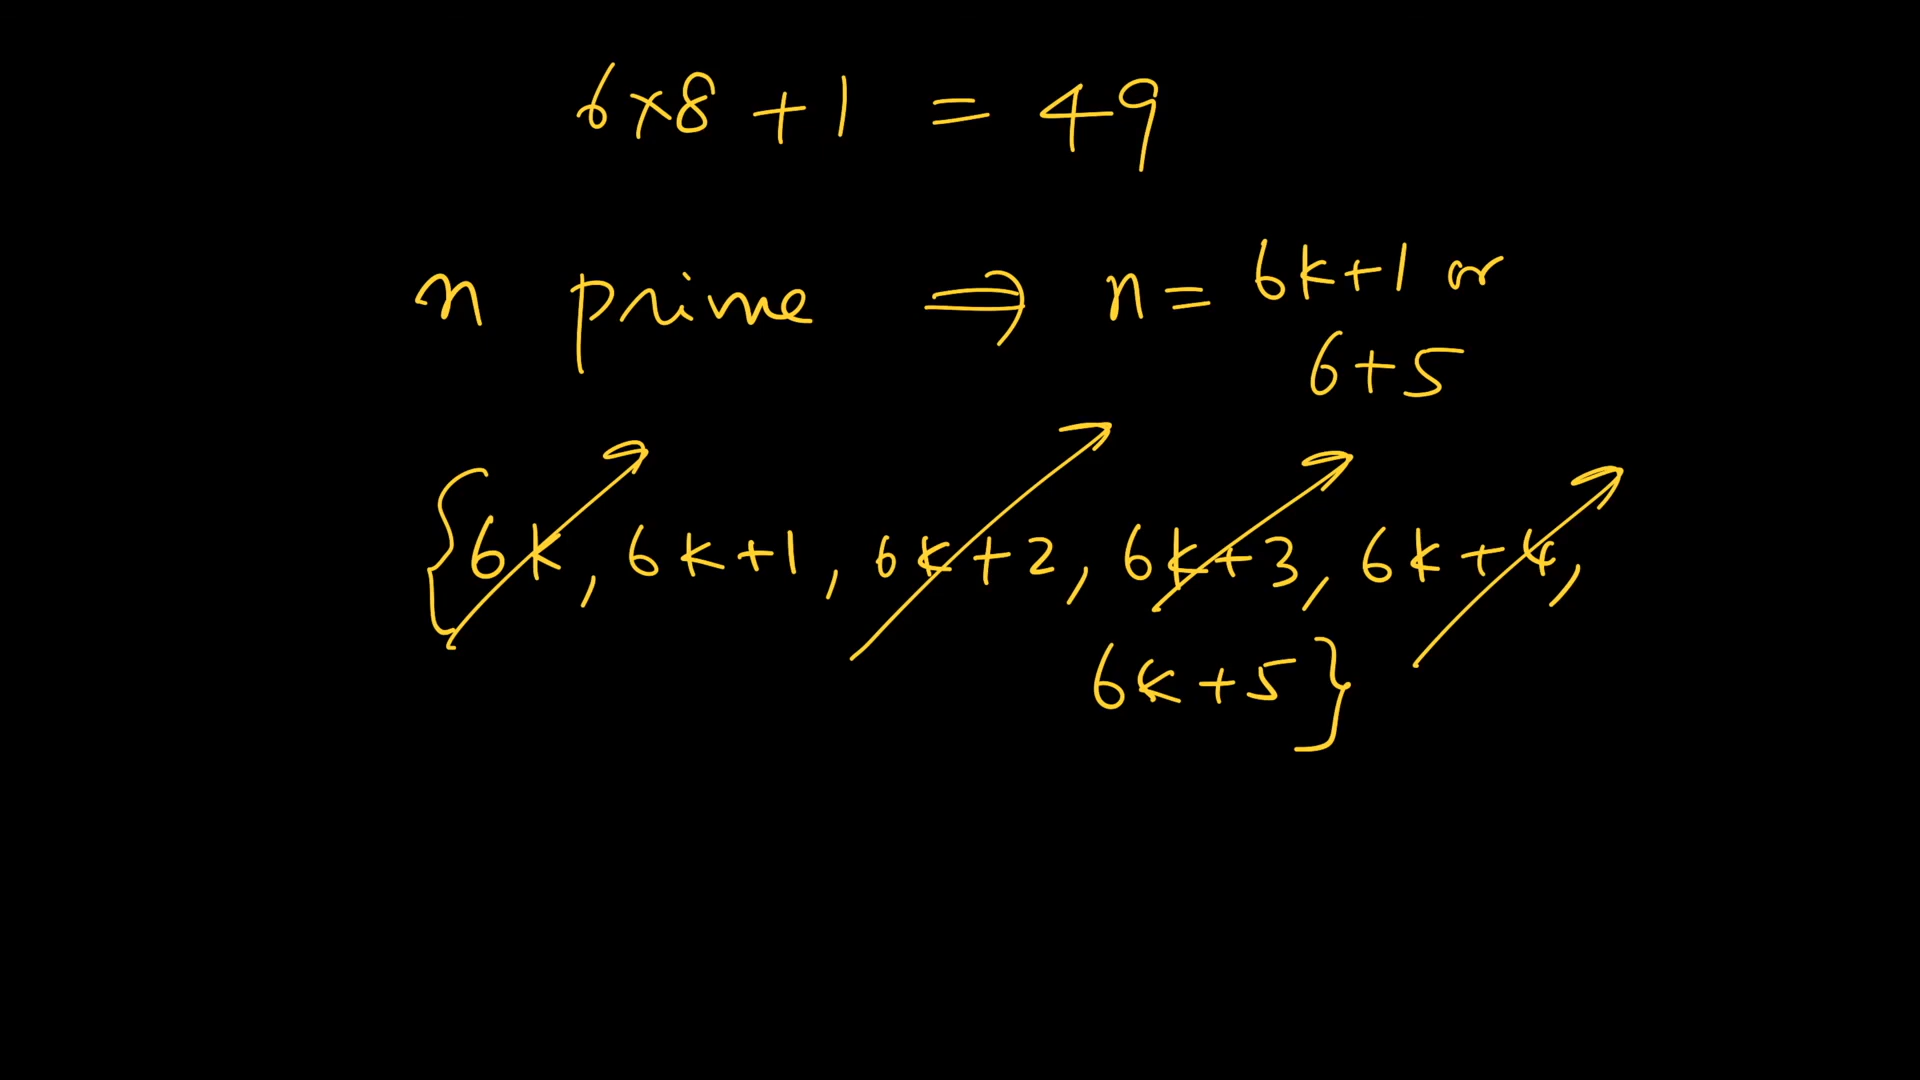 6×8 + 1 = 49
n prime ⟹ n = 6k+1 or
6+5
{6k, 6k+1, 6k+2, 6k+3, 6k+4,
6k+5}